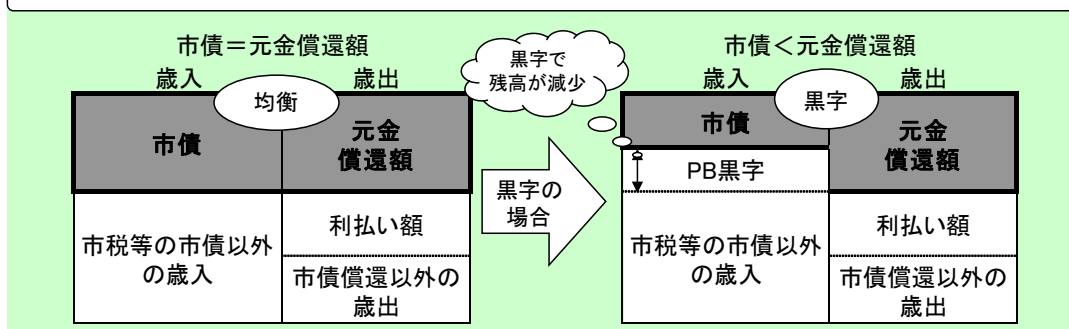 市債＝元金償還額
歳入
歳出
均衡
市債
元金
償還額
市税等の市債以外
の歳入
利払い額
市債償還以外の
歳出
黒字で
残高が減少
黒字の
場合
市債＜元金償還額
歳入
歳出
黒字
市債
元金
償還額
PB黒字
市税等の市債以外
の歳入
利払い額
市債償還以外の
歳出